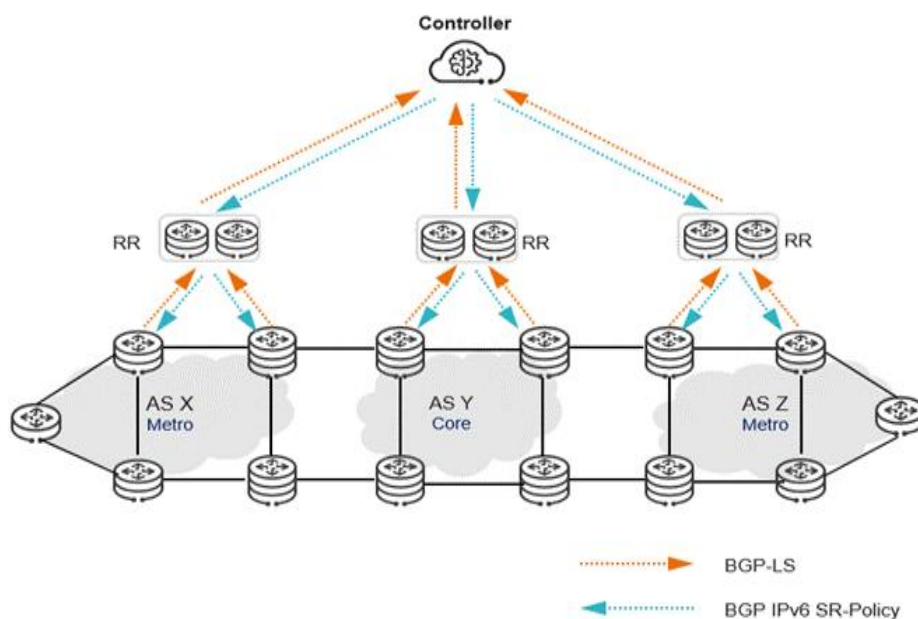 Controller
RR
RR
RR
AS X
Metro
AS Y
Core
AS Z
Metro
BGP-LS
BGP IPv6 SR-Policy